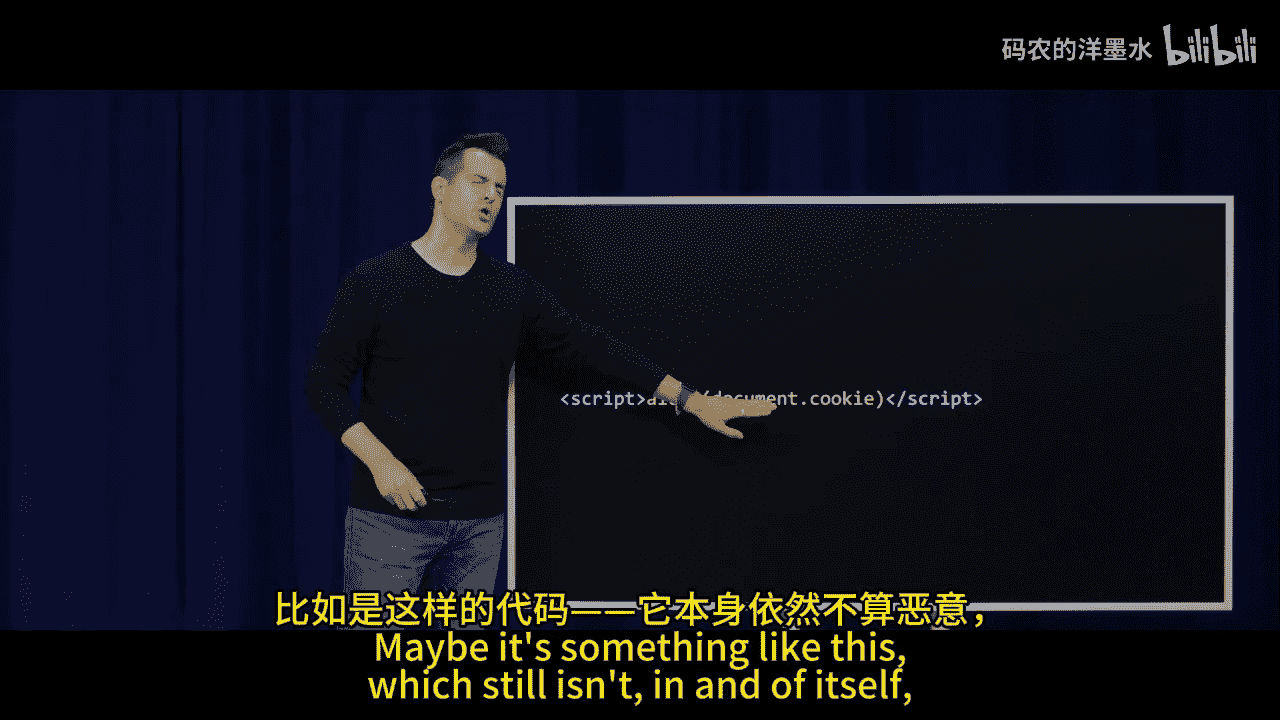 码农的洋墨水 bilibili
<script>al(document.cookie)</script>
比如是这样的代码——它本身依然不算恶意，
Maybe it's something like this,
which still isn't, in and of itself,